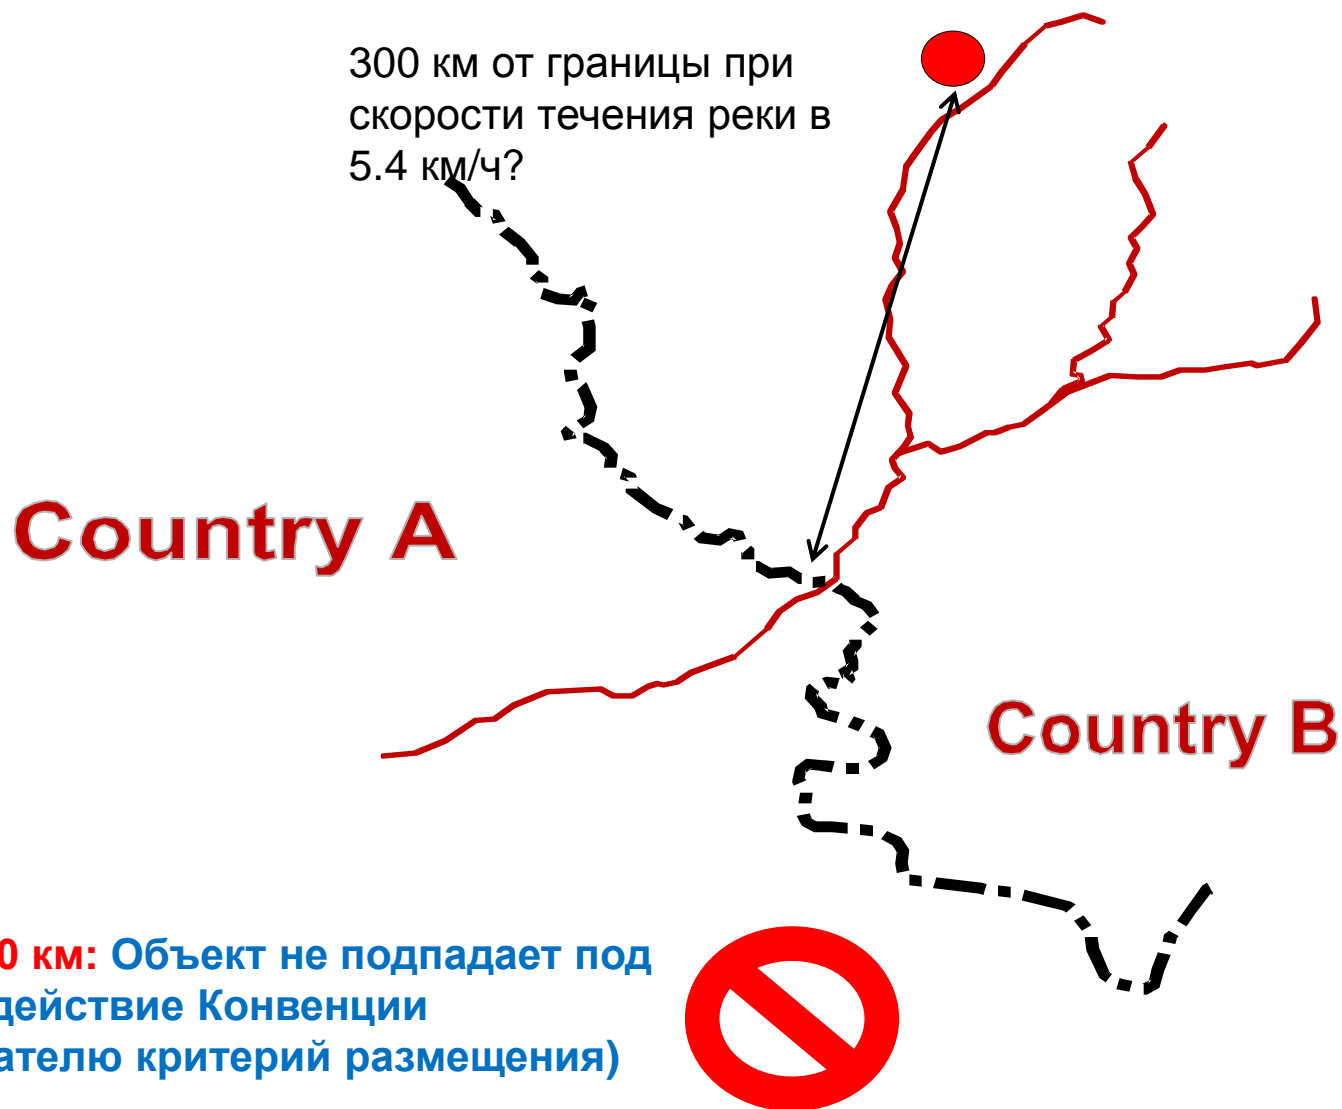 300 км от границы при
скорости течения реки в
5.4 км/ч?
Country A
Country B
0 км: Объект не подпадает под
действие Конвенции
ателю критерий размещения)